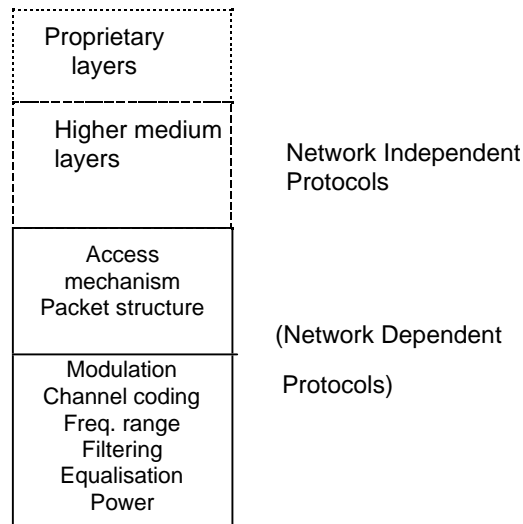 Proprietary
layers
Higher medium
layers
Network Independent
Protocols
Access
mechanism
Packet structure
(Network Dependent
Protocols)
Modulation
Channel coding
Freq. range
Filtering
Equalisation
Power